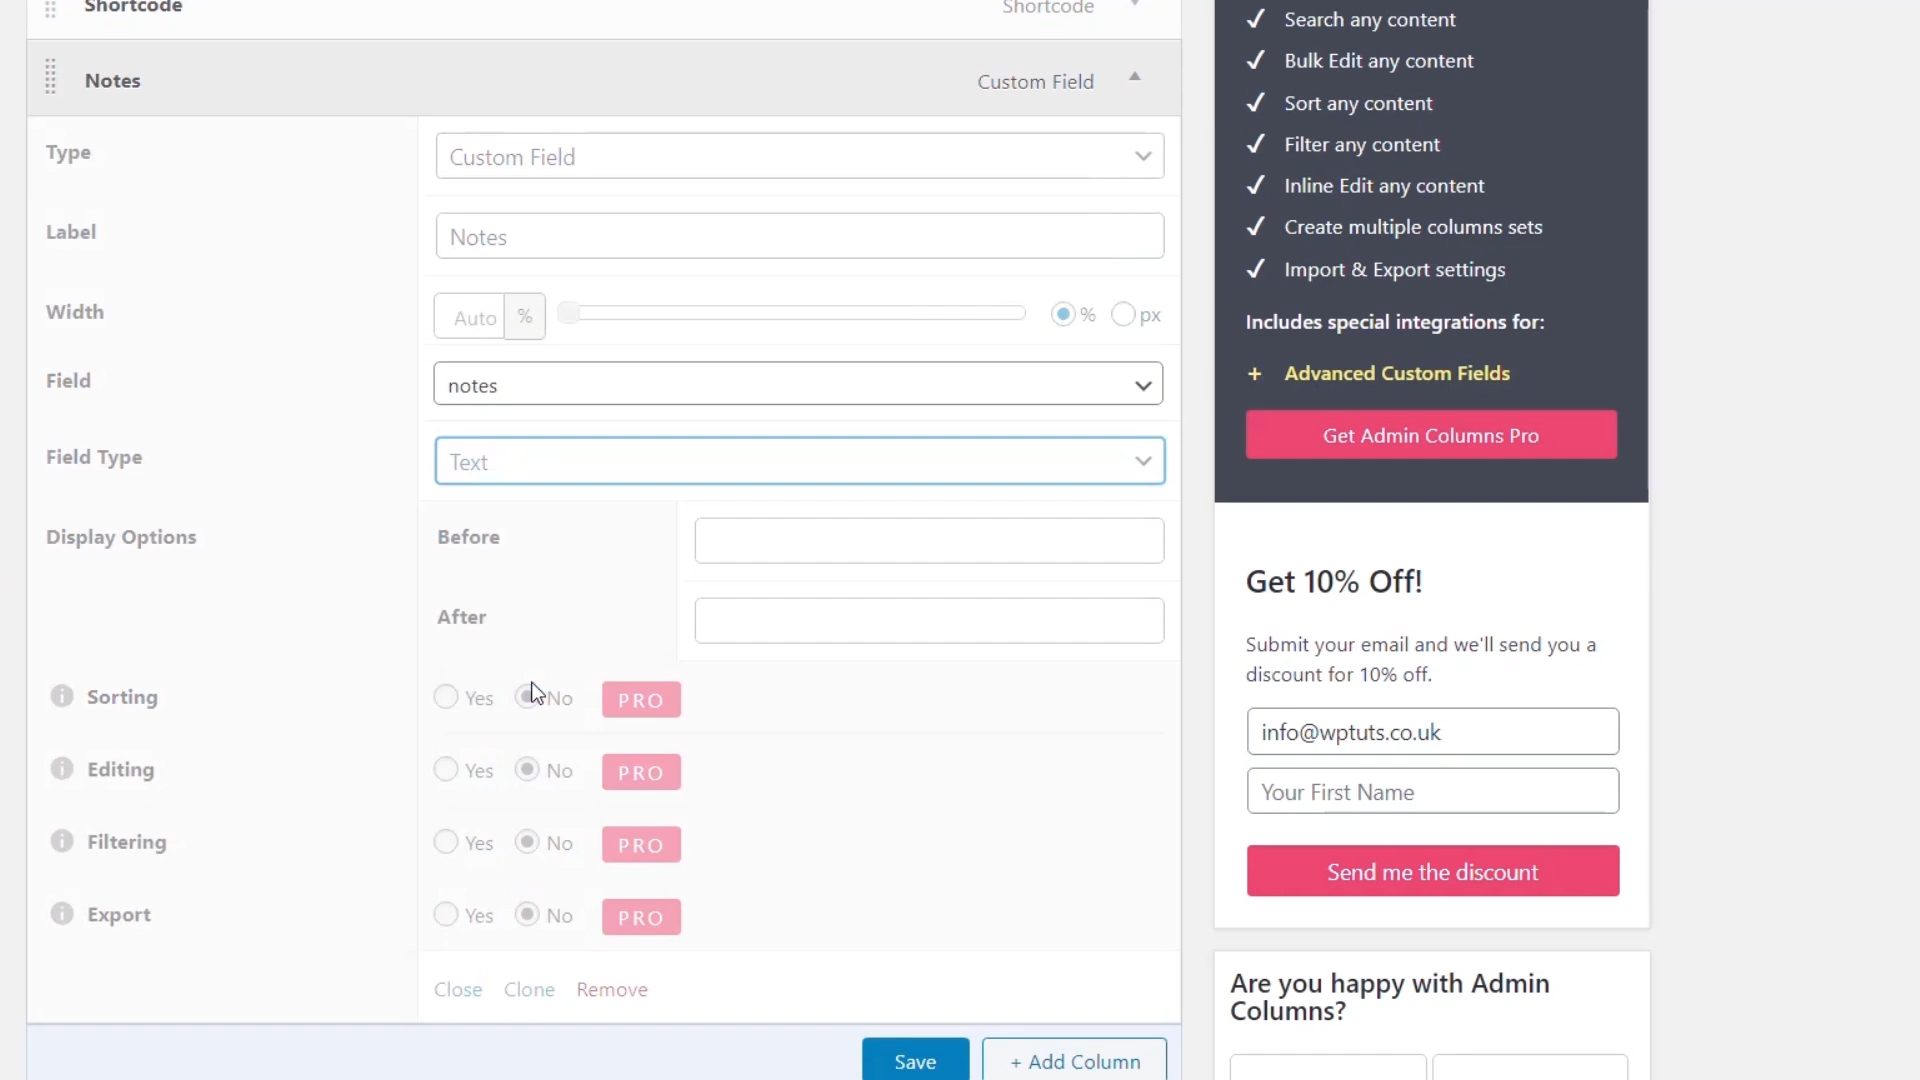 Shortcode Shortcode
Notes Custom Field
Type Custom Field
Label Notes
Width Auto % % px
Field notes
Field Type Text
Display Options Before
After
Sorting Yes No PRO
Editing Yes No PRO
Filtering Yes No PRO
Export Yes No PRO
Close Clone Remove
Save + Add Column
Search any content
Bulk Edit any content
Sort any content
Filter any content
Inline Edit any content
Create multiple columns sets
Import & Export settings
Includes special integrations for:
+ Advanced Custom Fields
Get Admin Columns Pro
Get 10% Off!
Submit your email and we'll send you a
discount for 10% off.
info@wptuts.co.uk
Your First Name
Send me the discount
Are you happy with Admin
Columns?